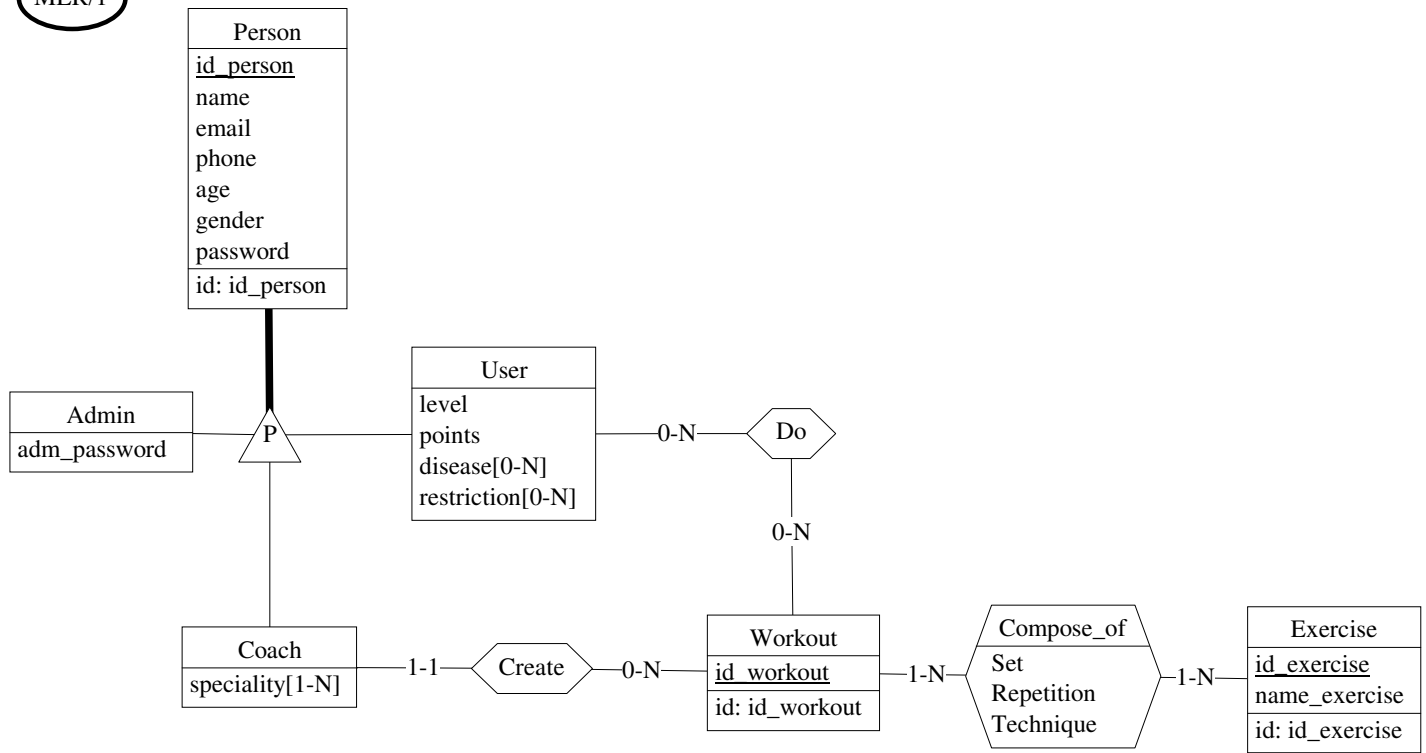 Person
id_person
name
email
phone
age
gender
password
id: id_person
Admin
adm_password
P
User
level
points
disease[0-N]
restriction[0-N]
0-N
Do
0-N
Coach
speciality[1-N]
1-1
Create
0-N
Workout
id_workout
id: id_workout
1-N
Compose_of
Set
Repetition
Technique
1-N
Exercise
id_exercise
name_exercise
id: id_exercise